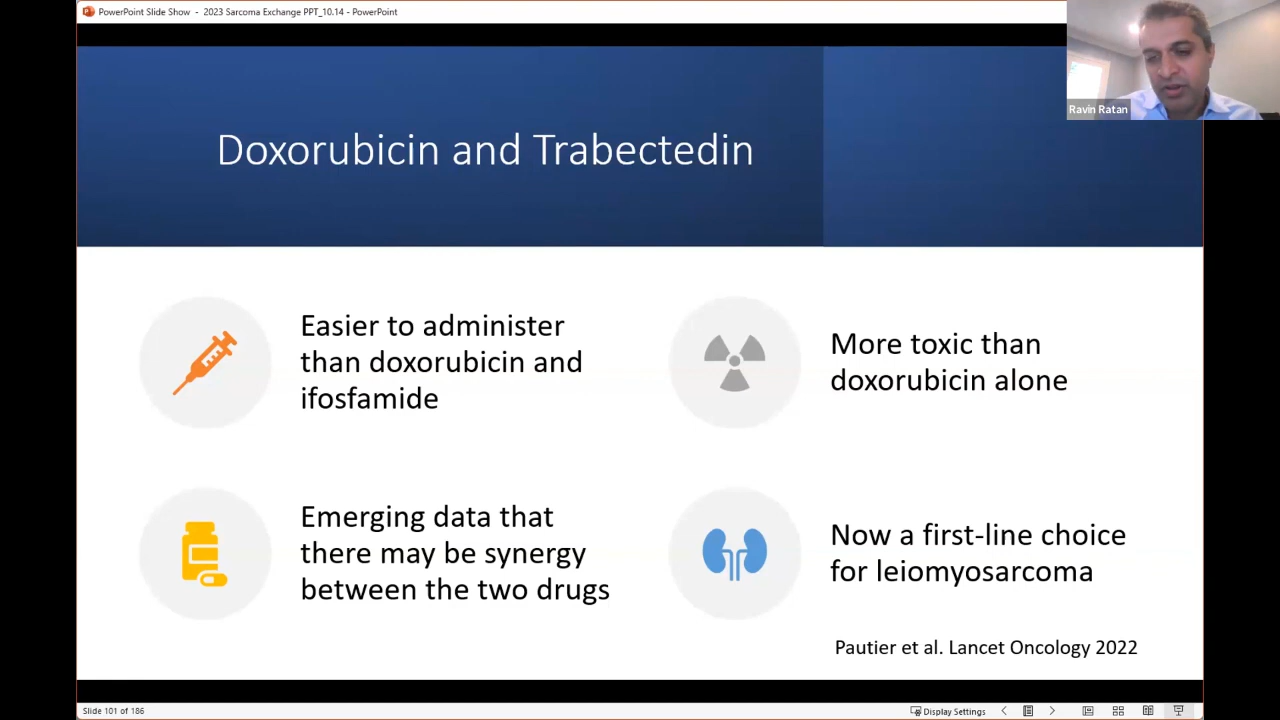 PowerPoint Slide Show - 2023 Sarcoma Exchange PPT_10.14 - PowerPoint
Ravin Ratan
Doxorubicin and Trabectedin
Easier to administer
than doxorubicin and
ifosfamide
More toxic than
doxorubicin alone
Emerging data that
there may be synergy
between the two drugs
Now a first-line choice
for leiomyosarcoma
Pautier et al. Lancet Oncology 2022
Slide 101 of 186
Display Settings